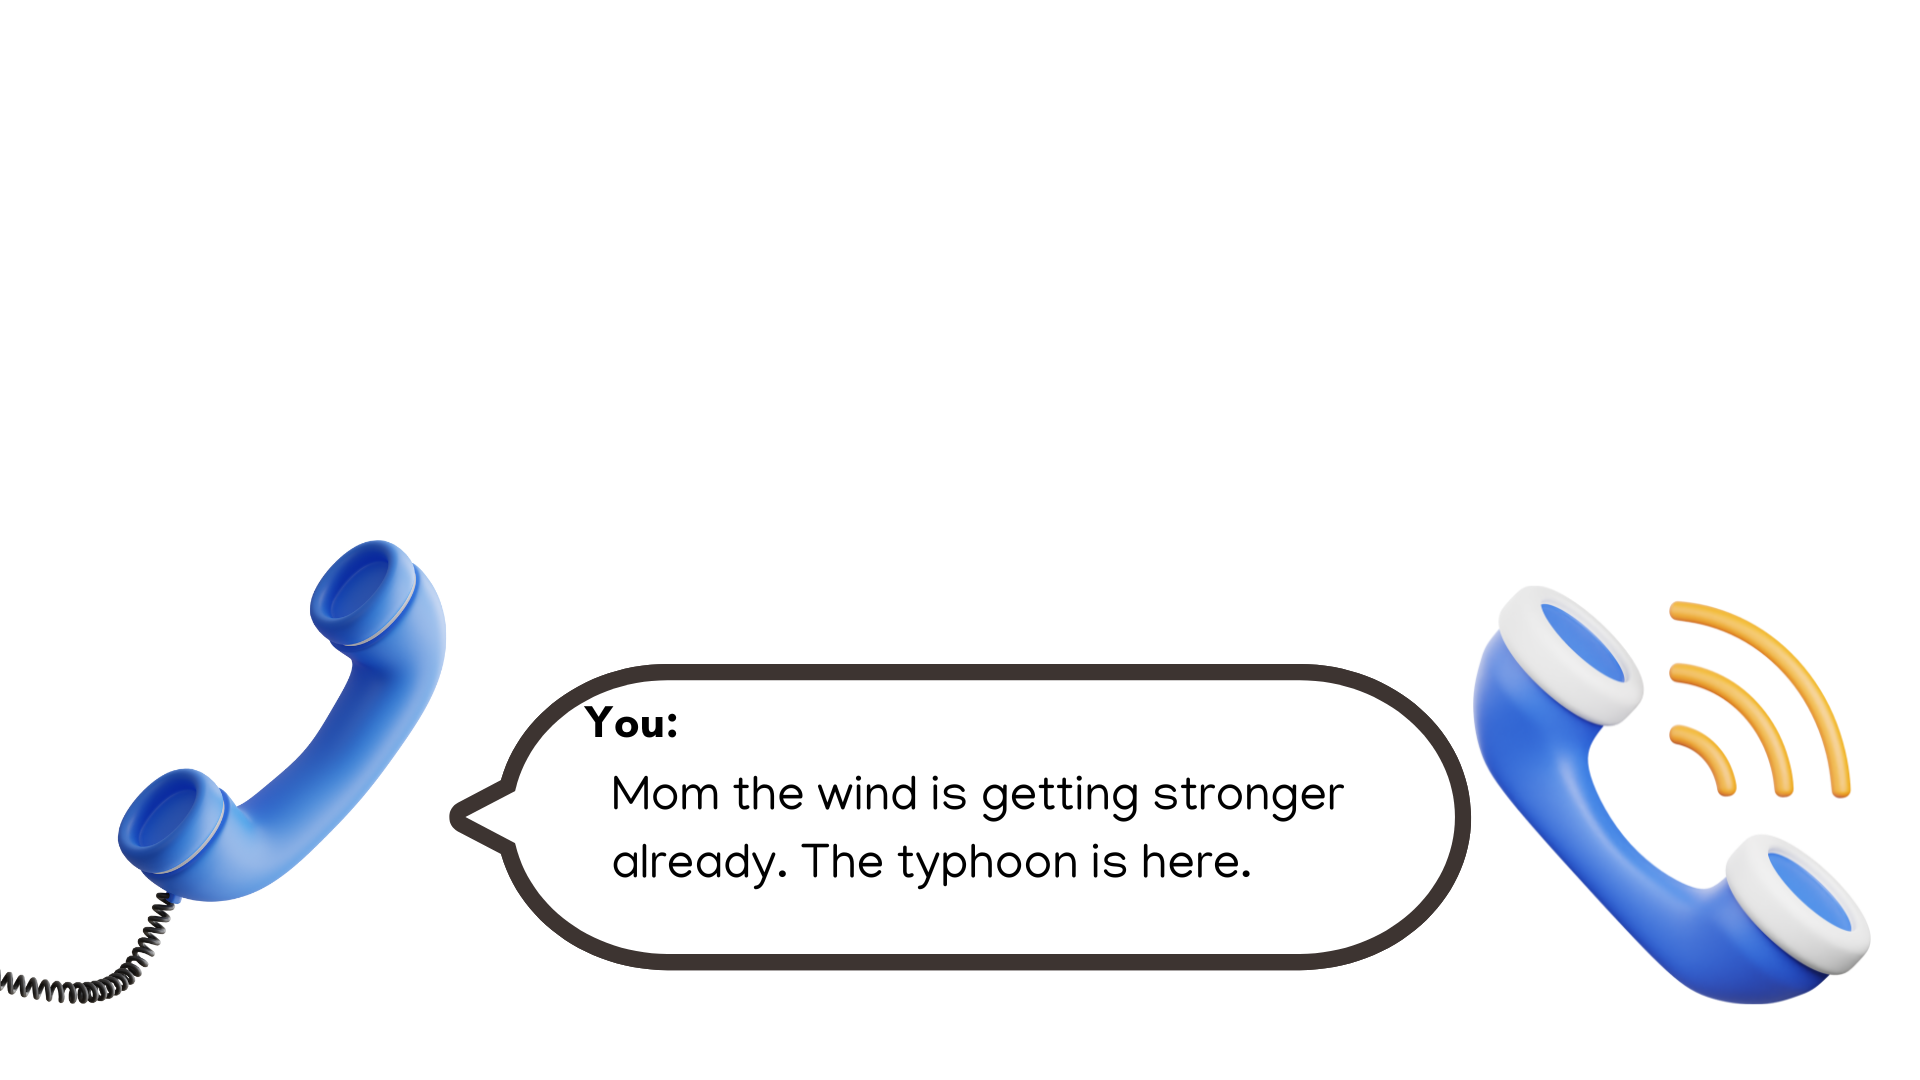 You:
Mom the wind is getting stronger
already. The typhoon is here.